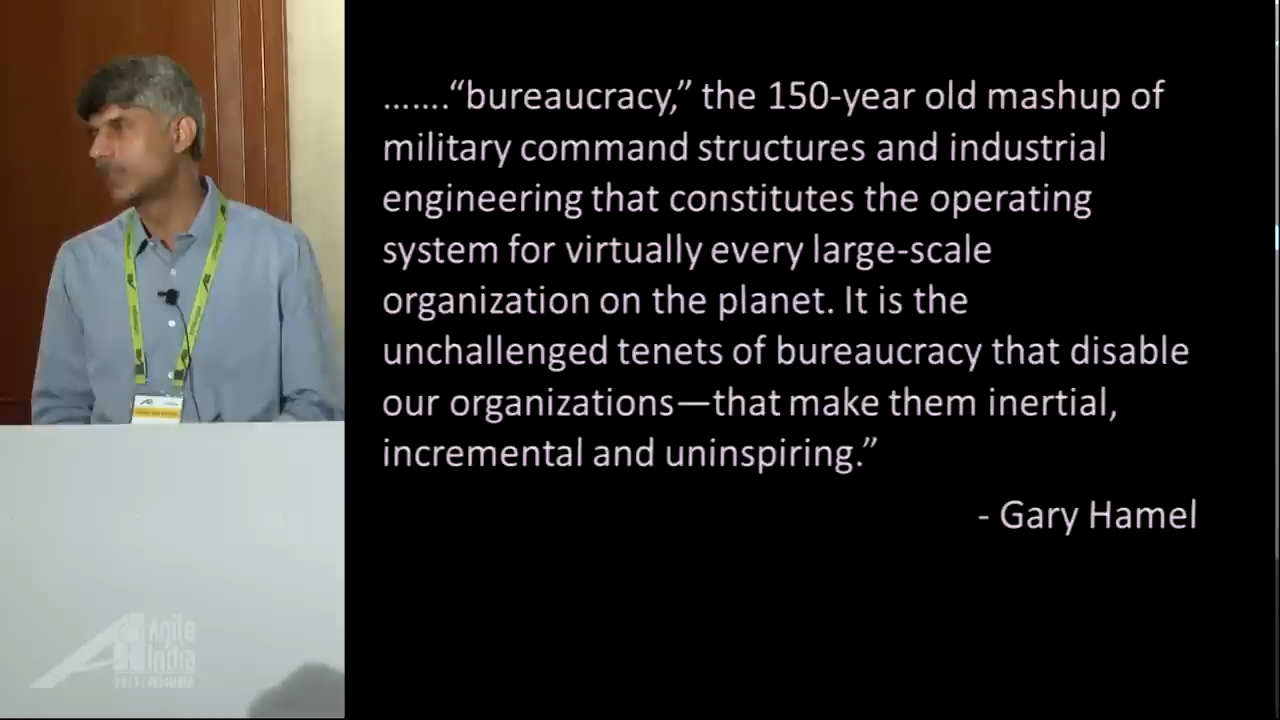 .......“bureaucracy,” the 150-year old mashup of
military command structures and industrial
engineering that constitutes the operating
system for virtually every large-scale
organization on the planet. It is the
unchallenged tenets of bureaucracy that disable
our organizations—that make them inertial,
incremental and uninspiring.”
- Gary Hamel
Agile
India